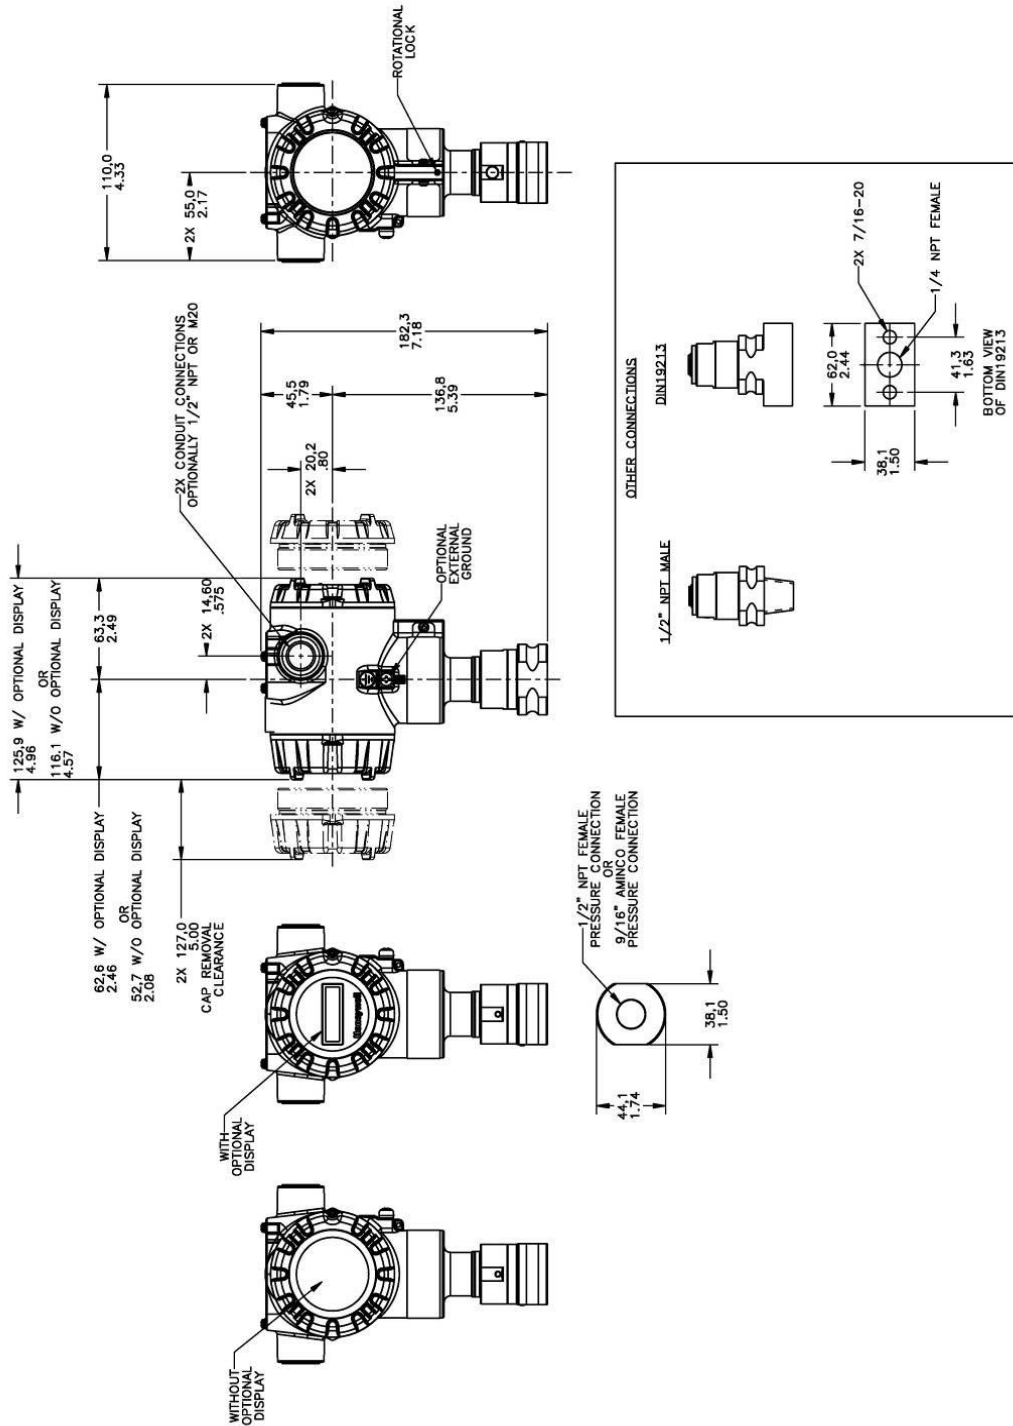 WITHOUT
OPTIONAL
DISPLAY
WITH
OPTIONAL
DISPLAY
Honeywell
62,6 W/ OPTIONAL DISPLAY
2.46
OR
52,7 W/O OPTIONAL DISPLAY
2.08
2X 127,0
5.00
CAP REMOVAL
CLEARANCE
125,9 W/ OPTIONAL DISPLAY
4.96
OR
116.1 W/O OPTIONAL DISPLAY
4.57
63,3
2.49
2X 14,60
.575
2X CONDUIT CONNECTIONS
OPTIONALLY 1/2" NPT OR M20
2X 20,2
.80
45,5
1.79
182,3
7.18
136,8
5.39
OPTIONAL
EXTERNAL
GROUND
110,0
4.33
2X 55,0
2.17
ROTATIONAL
LOCK
1/2" NPT FEMALE
PRESSURE CONNECTION
OR
9/16" AMINCO FEMALE
PRESSURE CONNECTION
44,1
1.74
38,1
1.50
OTHER CONNECTIONS
1/2" NPT MALE
DIN19213
62,0
2.44
2X 7/16-20
1/4 NPT FEMALE
38,1
1.50
41,3
1.63
BOTTOM VIEW
OF DIN19213